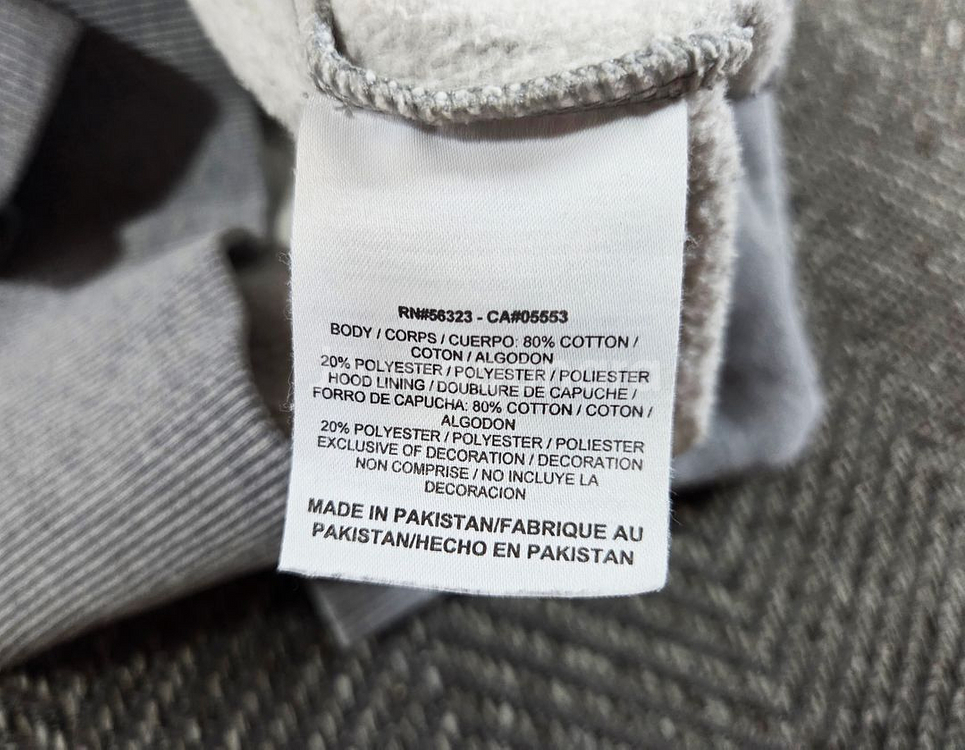 RN#56323 - CA#05553
BODY / CORPS / CUERPO: 80% COTTON /
COTON / ALGODON
20% POLYESTER / POLYESTER / POLIESTER
HOOD LINING / DOUBLURE DE CAPUCHE /
FORRO DE CAPUCHA: 80% COTTON / COTON /
ALGODON
20% POLYESTER / POLYESTER / POLIESTER
EXCLUSIVE OF DECORATION / DECORATION
NON COMPRISE / NO INCLUYE LA
DECORACION
MADE IN PAKISTAN/FABRIQUE AU
PAKISTAN/HECHO EN PAKISTAN